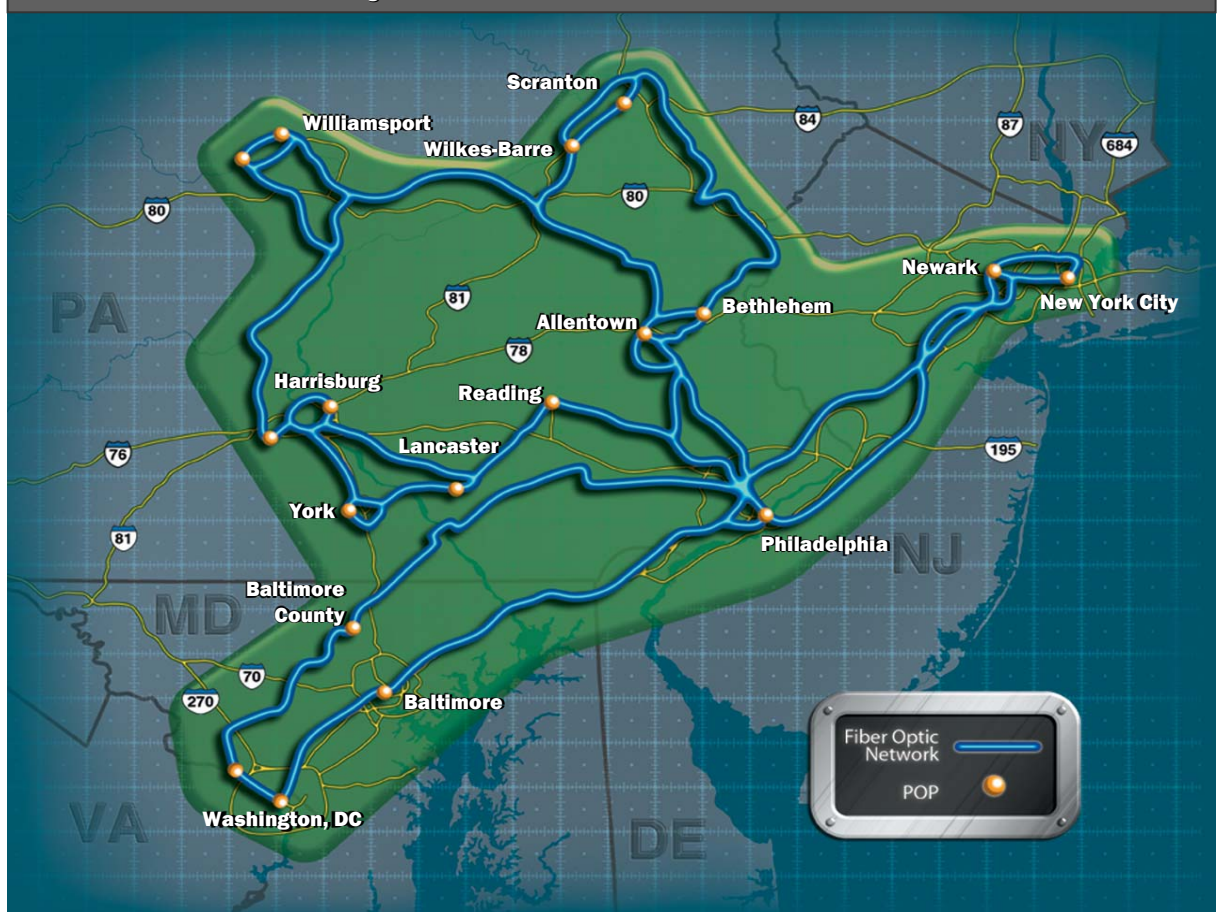 Scranton
Williamsport
Wilkes-Barre
84
87
NY
684
80
80
Newark
New York City
PA
81
Bethlehem
Allentown
78
Harrisburg
Reading
Lancaster
76
195
York
81
Philadelphia
NJ
Baltimore
County
MD
70
270
Baltimore
Fiber Optic
Network
POP
Washington, DC
VA
DE